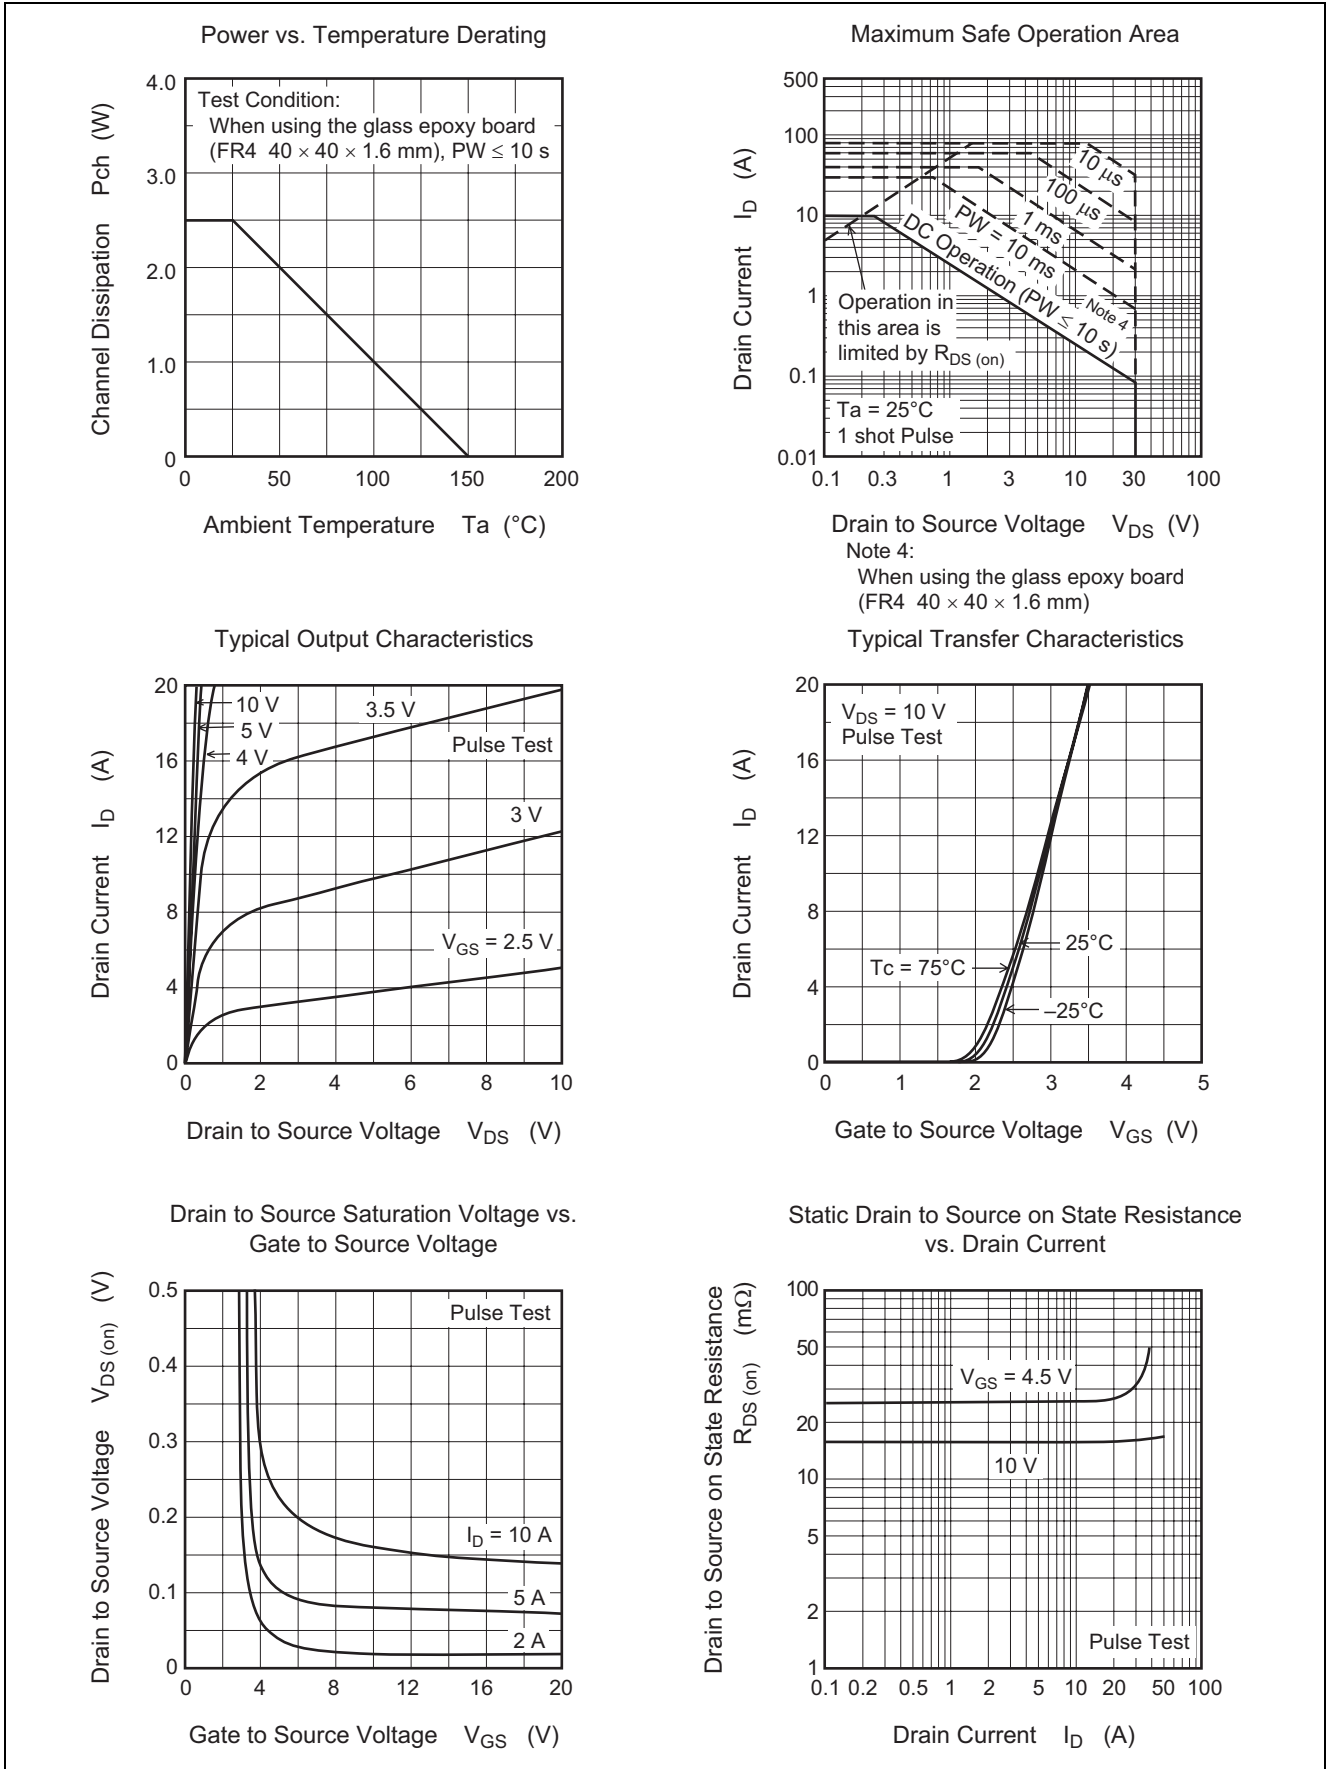 Power vs. Temperature Derating
4.0
3.0
2.0
1.0
0
Channel Dissipation Pch (W)
Test Condition:
When using the glass epoxy board
(FR4 40 × 40 × 1.6 mm), PW ≤ 10 s
0 50 100 150 200
Ambient Temperature Ta (°C)
Maximum Safe Operation Area
500
100
10
1
0.1
0.01
Drain Current ID (A)
10 µs
100 µs
1 ms
PW = 10 ms
DC Operation (PW ≤ 10 s)
Note 4
Operation in
this area is
limited by RDS (on)
Ta = 25°C
1 shot Pulse
0.1 0.3 1 3 10 30 100
Drain to Source Voltage VDS (V)
Note 4:
When using the glass epoxy board
(FR4 40 × 40 × 1.6 mm)
Typical Output Characteristics
20
16
12
8
4
0
Drain Current ID (A)
10 V
5 V
4 V
3.5 V
Pulse Test
3 V
VGS = 2.5 V
0 2 4 6 8 10
Drain to Source Voltage VDS (V)
Typical Transfer Characteristics
20
16
12
8
4
0
Drain Current ID (A)
VDS = 10 V
Pulse Test
25°C
Tc = 75°C
–25°C
0 1 2 3 4 5
Gate to Source Voltage VGS (V)
Drain to Source Saturation Voltage vs.
Gate to Source Voltage
0.5
0.4
0.3
0.2
0.1
0
Drain to Source Voltage VDS (on) (V)
Pulse Test
ID = 10 A
5 A
2 A
0 4 8 12 16 20
Gate to Source Voltage VGS (V)
Static Drain to Source on State Resistance
vs. Drain Current
100
50
20
10
5
2
1
Drain to Source on State Resistance
RDS (on) (mΩ)
VGS = 4.5 V
10 V
Pulse Test
0.1 0.2 0.5 1 2 5 10 20 50 100
Drain Current ID (A)